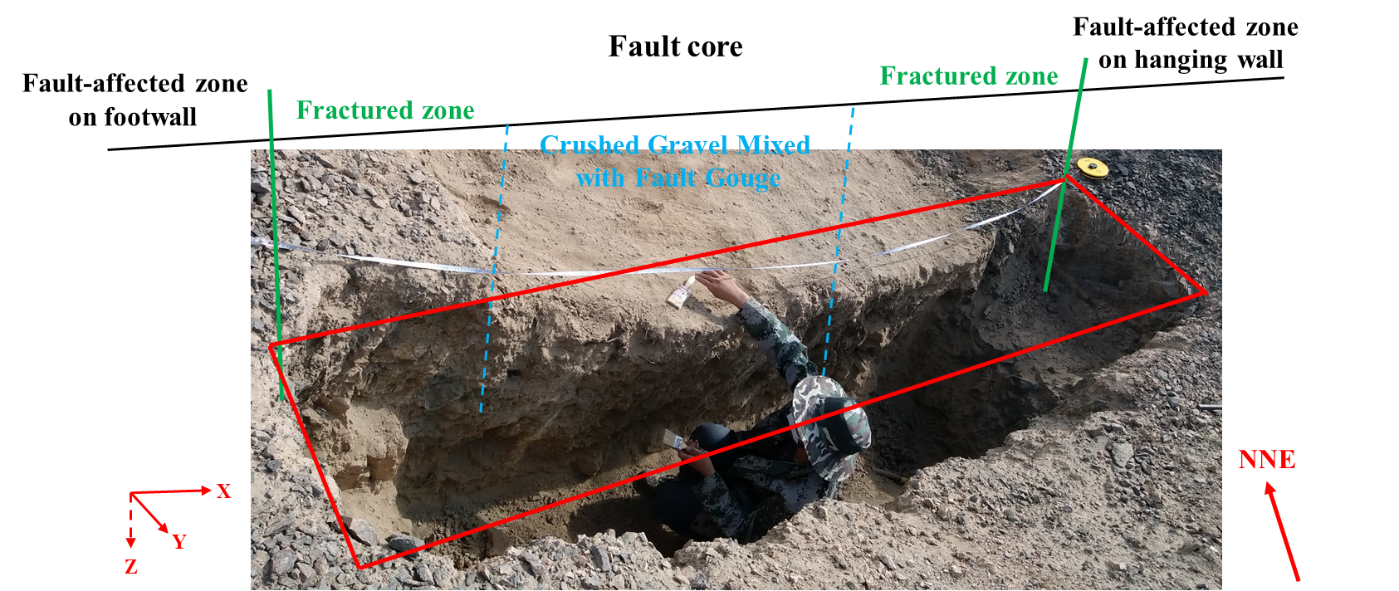 Fault core
Fault-affected zone
on hanging wall
Fractured zone
Fault-affected zone
on footwall
Fractured zone
Crushed Gravel Mixed
with Fault Gouge
NNE
X
Y
Z